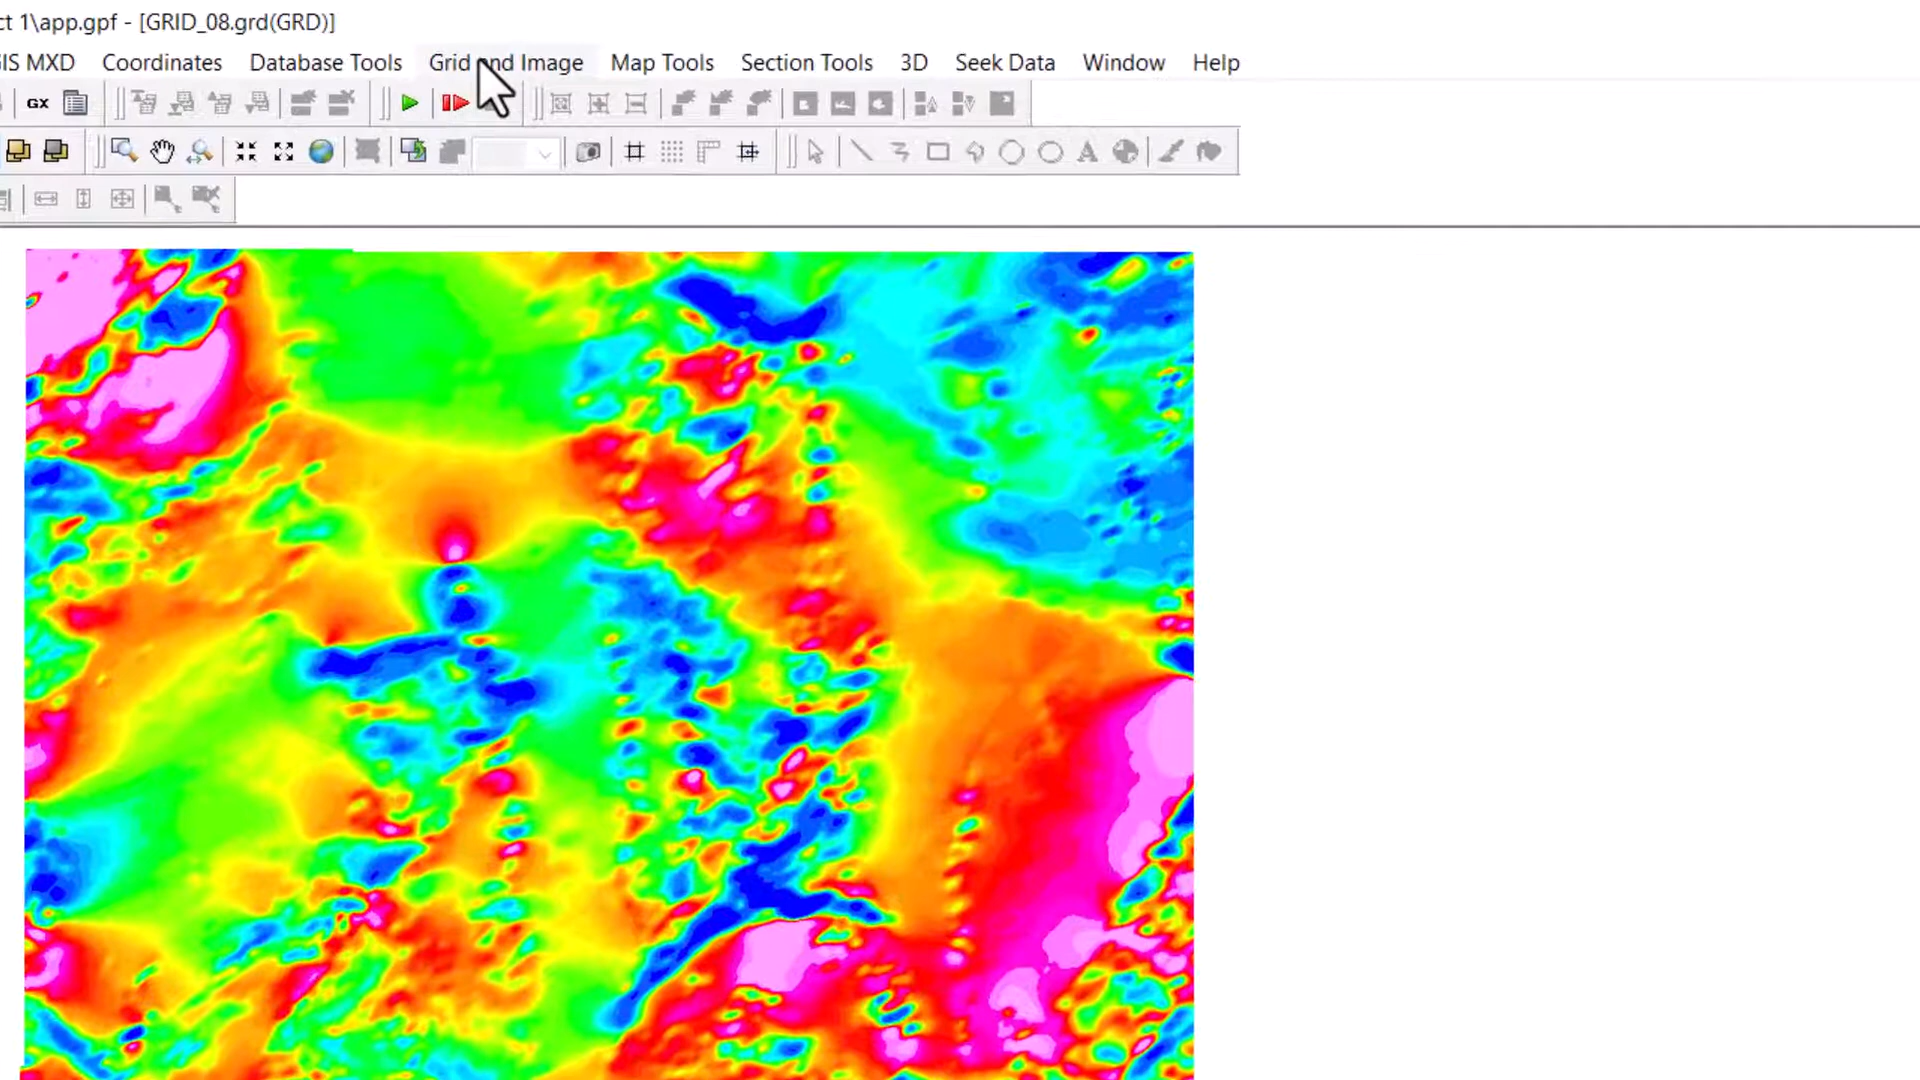 ct 1\app.gpf - [GRID_08.grd(GRD)]
GIS MXD Coordinates Database Tools Grid and Image Map Tools Section Tools 3D Seek Data Window Help
GX
A